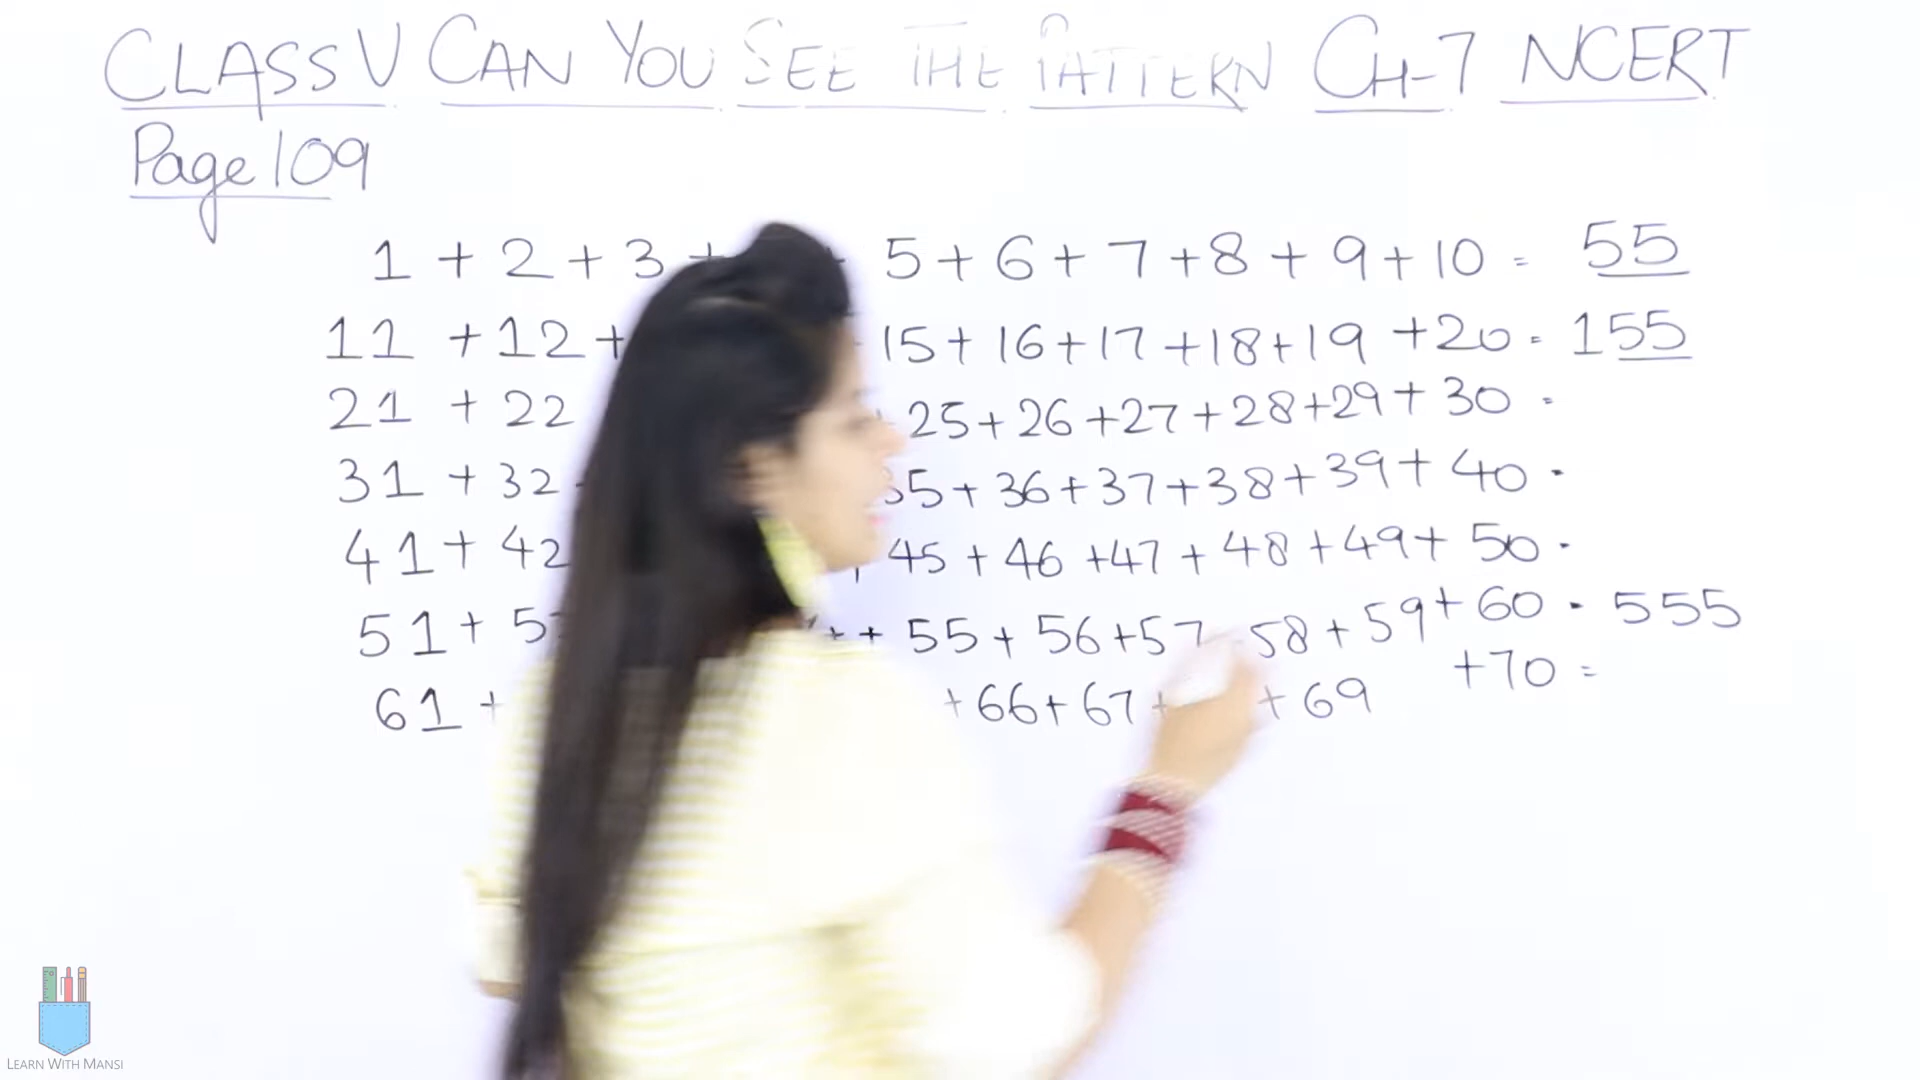 CLASS V CAN YOU SEE THE PATTERN CH-7 NCERT
Page 109
1 + 2 + 3 + 5 + 6 + 7 + 8 + 9 + 10 = 55
11 + 12 + 15 + 16 + 17 + 18 + 19 + 20 = 155
21 + 22 + 25 + 26 + 27 + 28 + 29 + 30 =
31 + 32 35 + 36 + 37 + 38 + 39 + 40 =
41 + 42 45 + 46 + 47 + 48 + 49 + 50 =
51 + + 55 + 56 + 57 58 + 59 + 60 = 555
61 + + 66 + 67 + + 69 + 70 =
LEARN WITH MANSI